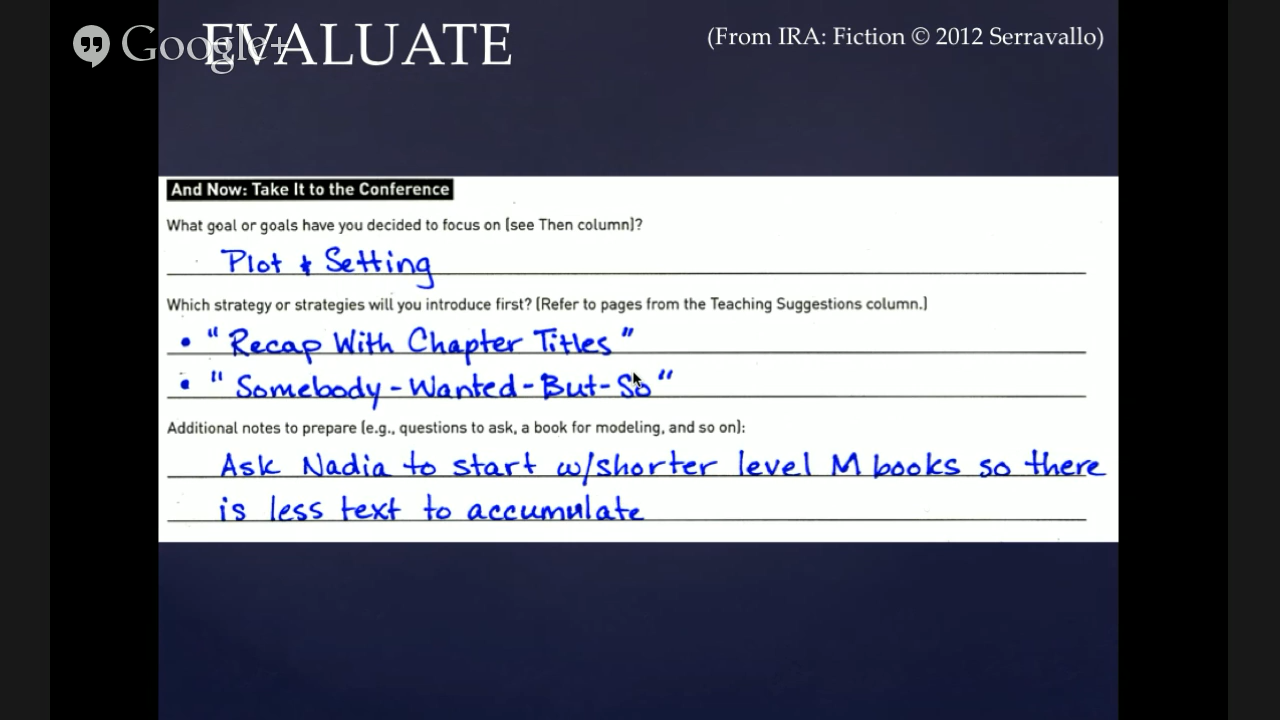 Google+
EVALUATE
(From IRA: Fiction © 2012 Serravallo)
And Now: Take It to the Conference
What goal or goals have you decided to focus on (see Then column)?
Plot & Setting
Which strategy or strategies will you introduce first? (Refer to pages from the Teaching Suggestions column.)
• "Recap With Chapter Titles"
• "Somebody-Wanted-But-So"
Additional notes to prepare (e.g., questions to ask, a book for modeling, and so on):
Ask Nadia to start w/shorter level M books so there
is less text to accumulate